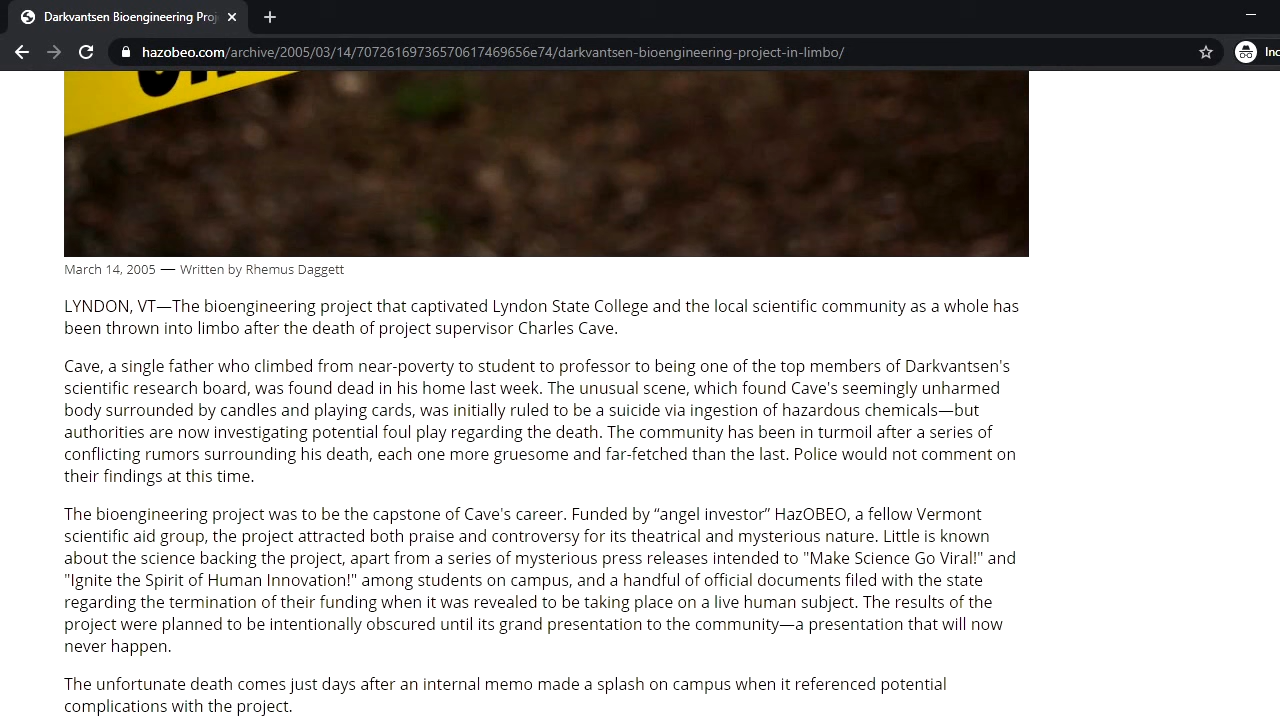 Darkvantsen Bioengineering Proj
hazobeo.com/archive/2005/03/14/70726169736570617469656e74/darkvantsen-bioengineering-project-in-limbo/
Inc
March 14, 2005 — Written by Rhemus Daggett
LYNDON, VT—The bioengineering project that captivated Lyndon State College and the local scientific community as a whole has
been thrown into limbo after the death of project supervisor Charles Cave.
Cave, a single father who climbed from near-poverty to student to professor to being one of the top members of Darkvantsen's
scientific research board, was found dead in his home last week. The unusual scene, which found Cave's seemingly unharmed
body surrounded by candles and playing cards, was initially ruled to be a suicide via ingestion of hazardous chemicals—but
authorities are now investigating potential foul play regarding the death. The community has been in turmoil after a series of
conflicting rumors surrounding his death, each one more gruesome and far-fetched than the last. Police would not comment on
their findings at this time.
The bioengineering project was to be the capstone of Cave's career. Funded by “angel investor” HazOBEO, a fellow Vermont
scientific aid group, the project attracted both praise and controversy for its theatrical and mysterious nature. Little is known
about the science backing the project, apart from a series of mysterious press releases intended to "Make Science Go Viral!" and
"Ignite the Spirit of Human Innovation!" among students on campus, and a handful of official documents filed with the state
regarding the termination of their funding when it was revealed to be taking place on a live human subject. The results of the
project were planned to be intentionally obscured until its grand presentation to the community—a presentation that will now
never happen.
The unfortunate death comes just days after an internal memo made a splash on campus when it referenced potential
complications with the project.